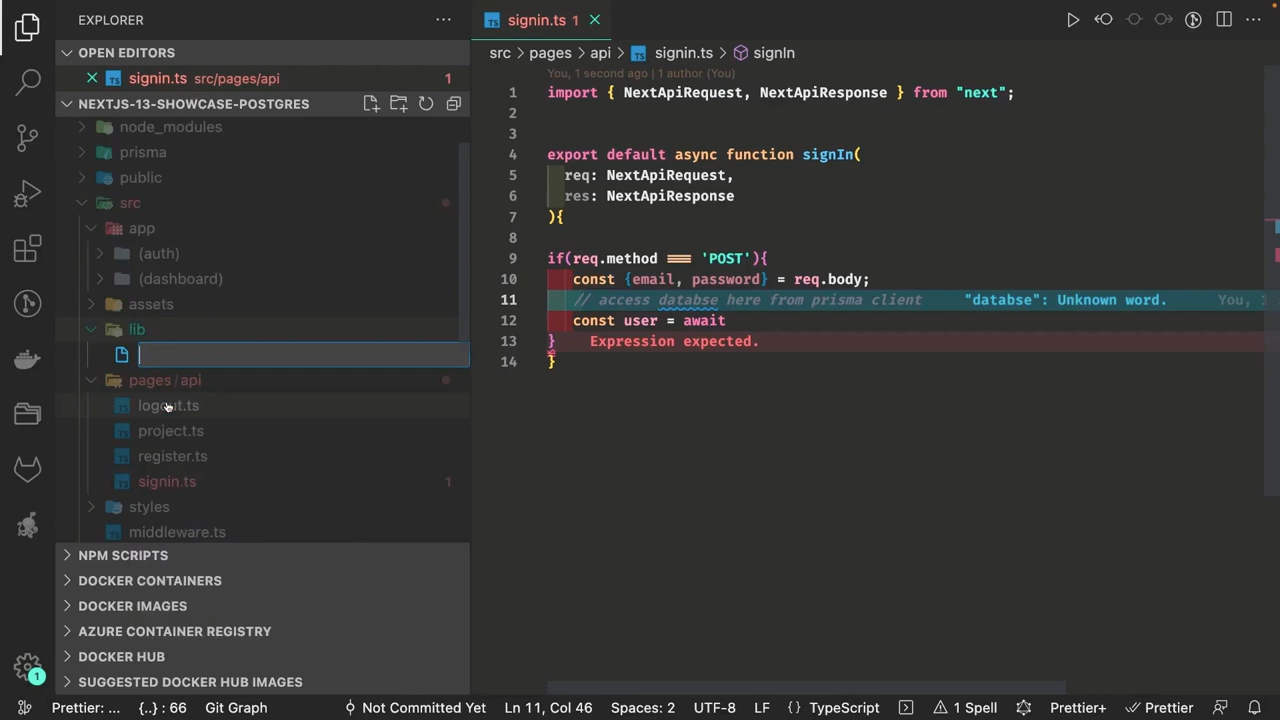 EXPLORER
OPEN EDITORS
signin.ts src/pages/api 1
NEXTJS-13-SHOWCASE-POSTGRES
node_modules
prisma
public
src
app
(auth)
(dashboard)
assets
lib
pages/api
logout.ts
project.ts
register.ts
signin.ts 1
styles
middleware.ts
NPM SCRIPTS
DOCKER CONTAINERS
DOCKER IMAGES
AZURE CONTAINER REGISTRY
DOCKER HUB
SUGGESTED DOCKER HUB IMAGES
1
signin.ts 1
src > pages > api > signin.ts > signIn
You, 1 second ago | 1 author (You)
1 import { NextApiRequest, NextApiResponse } from "next";
2
3
4 export default async function signIn(
5 req: NextApiRequest,
6 res: NextApiResponse
7 ){
8
9 if(req.method === 'POST'){
10 const {email, password} = req.body;
11 // access databse here from prisma client "databse": Unknown word. You, 1
12 const user = await
13 } Expression expected.
14 }
Prettier: ... {..} : 66 Git Graph Not Committed Yet Ln 11, Col 46 Spaces: 2 UTF-8 LF {} TypeScript 1 Spell Prettier+ Prettier